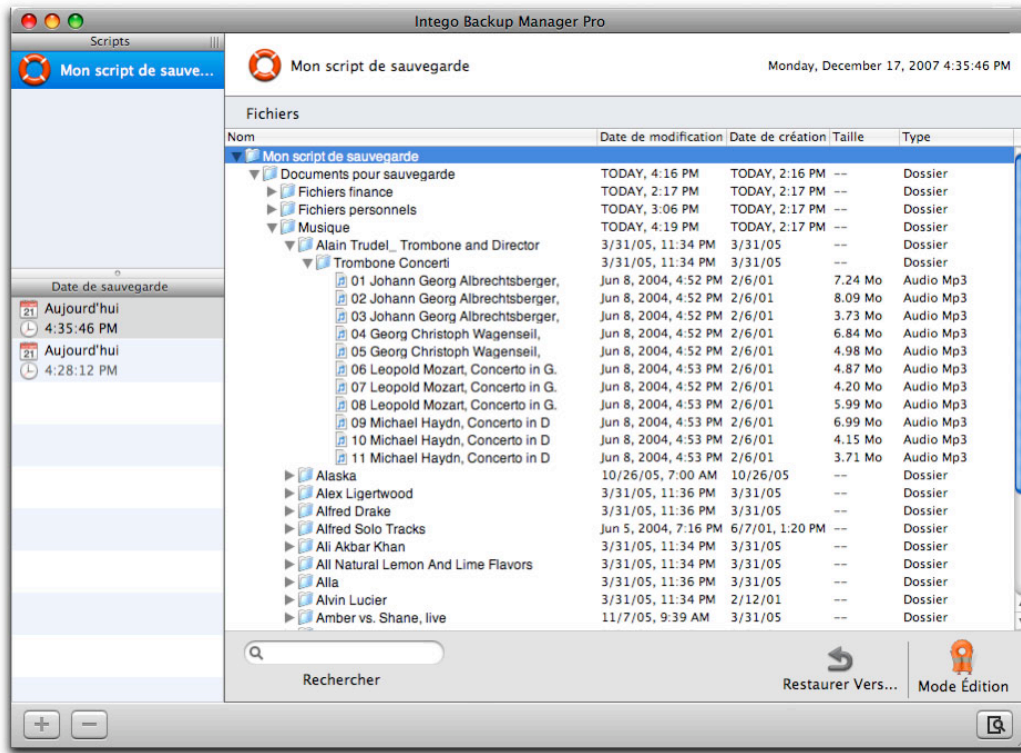 Intego Backup Manager Pro
Scripts
Mon script de sauve...
Date de sauvegarde
21 Aujourd'hui
4:35:46 PM
21 Aujourd'hui
4:28:12 PM
Mon script de sauvegarde Monday, December 17, 2007 4:35:46 PM
Fichiers
Nom Date de modification Date de création Taille Type
Mon script de sauvegarde
Documents pour sauvegarde TODAY, 4:16 PM TODAY, 2:16 PM -- Dossier
Fichiers finance TODAY, 2:17 PM TODAY, 2:17 PM -- Dossier
Fichiers personnels TODAY, 3:06 PM TODAY, 2:17 PM -- Dossier
Musique TODAY, 4:19 PM TODAY, 2:17 PM -- Dossier
Alain Trudel_ Trombone and Director 3/31/05, 11:34 PM 3/31/05 -- Dossier
Trombone Concerti 3/31/05, 11:34 PM 3/31/05 -- Dossier
01 Johann Georg Albrechtsberger, Jun 8, 2004, 4:52 PM 2/6/01 7.24 Mo Audio Mp3
02 Johann Georg Albrechtsberger, Jun 8, 2004, 4:52 PM 2/6/01 8.09 Mo Audio Mp3
03 Johann Georg Albrechtsberger, Jun 8, 2004, 4:52 PM 2/6/01 3.73 Mo Audio Mp3
04 Georg Christoph Wagenseil, Jun 8, 2004, 4:52 PM 2/6/01 6.84 Mo Audio Mp3
05 Georg Christoph Wagenseil, Jun 8, 2004, 4:52 PM 2/6/01 4.98 Mo Audio Mp3
06 Leopold Mozart, Concerto in G. Jun 8, 2004, 4:53 PM 2/6/01 4.87 Mo Audio Mp3
07 Leopold Mozart, Concerto in G. Jun 8, 2004, 4:52 PM 2/6/01 4.20 Mo Audio Mp3
08 Leopold Mozart, Concerto in G. Jun 8, 2004, 4:53 PM 2/6/01 5.99 Mo Audio Mp3
09 Michael Haydn, Concerto in D Jun 8, 2004, 4:53 PM 2/6/01 6.99 Mo Audio Mp3
10 Michael Haydn, Concerto in D Jun 8, 2004, 4:53 PM 2/6/01 4.15 Mo Audio Mp3
11 Michael Haydn, Concerto in D Jun 8, 2004, 4:53 PM 2/6/01 3.71 Mo Audio Mp3
Alaska 10/26/05, 7:00 AM 10/26/05 -- Dossier
Alex Ligertwood 3/31/05, 11:36 PM 3/31/05 -- Dossier
Alfred Drake 3/31/05, 11:36 PM 3/31/05 -- Dossier
Alfred Solo Tracks Jun 5, 2004, 7:16 PM 6/7/01, 1:20 PM -- Dossier
Ali Akbar Khan 3/31/05, 11:34 PM 3/31/05 -- Dossier
All Natural Lemon And Lime Flavors 3/31/05, 11:34 PM 3/31/05 -- Dossier
Alla 3/31/05, 11:36 PM 3/31/05 -- Dossier
Alvin Lucier 3/31/05, 11:34 PM 2/12/01 -- Dossier
Amber vs. Shane, live 11/7/05, 9:39 AM 3/31/05 -- Dossier
Rechercher
Restaurer Vers...
Mode Édition